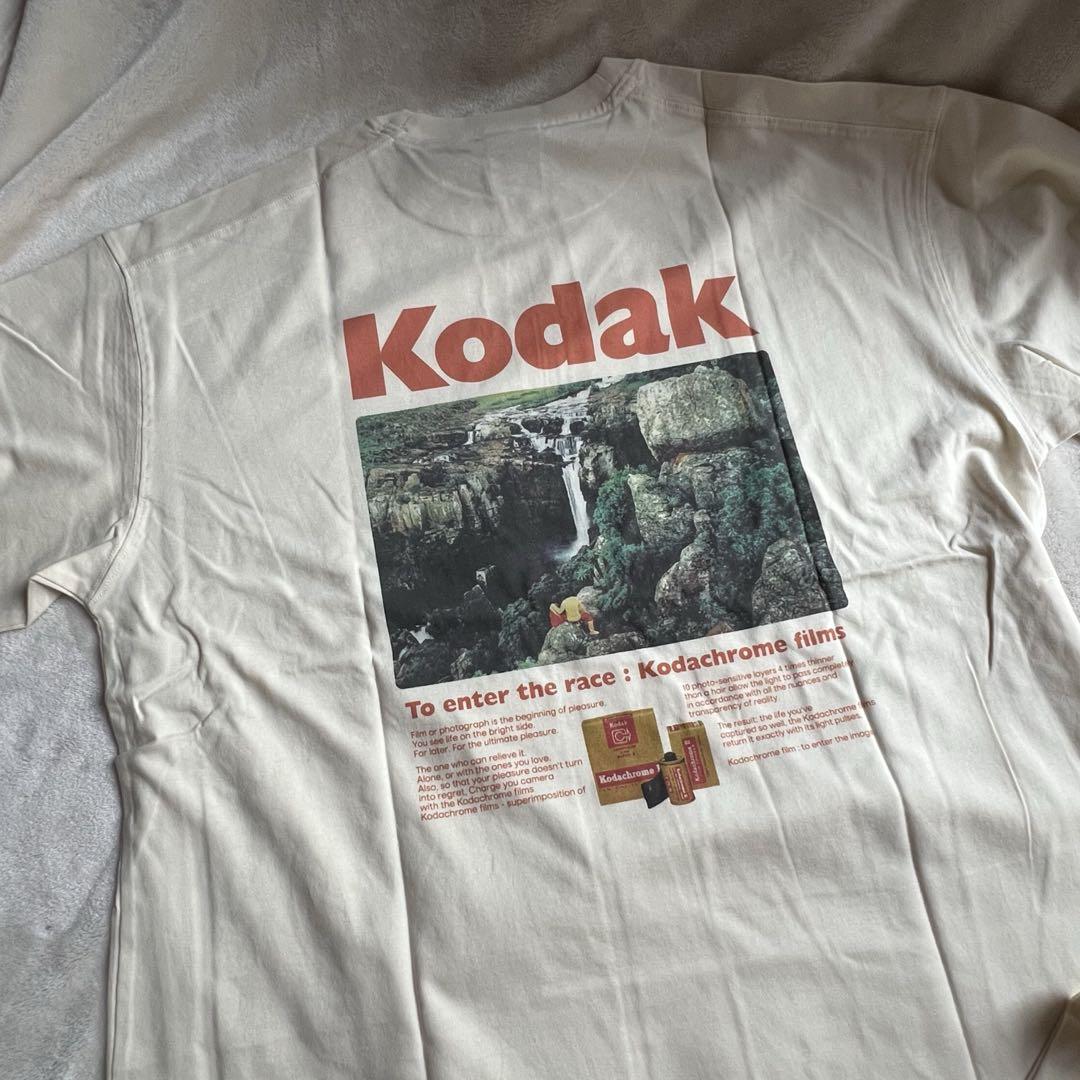 Kodak
To enter the race : Kodachrome films
Film or photograph is the beginning of pleasure.
You see life on the bright side.
For later. For the ultimate pleasure.
The one who can relieve it.
Alone, or with the ones you love.
Also, so that your pleasure doesn't turn
into regret, Charge you camera
with the Kodachrome films
Kodachrome films - superimposition of
Kodak
Kodachrome
Kodachrome
10 photo-sensitive layers 4 times thinner
than a hair allow the light to pass completely
in accordance with all the nuances and
transparency of reality.
The result: the life you've
captured so well, the Kodachrome films
return it exactly with its light pulses.
Kodachrome film : to enter the image